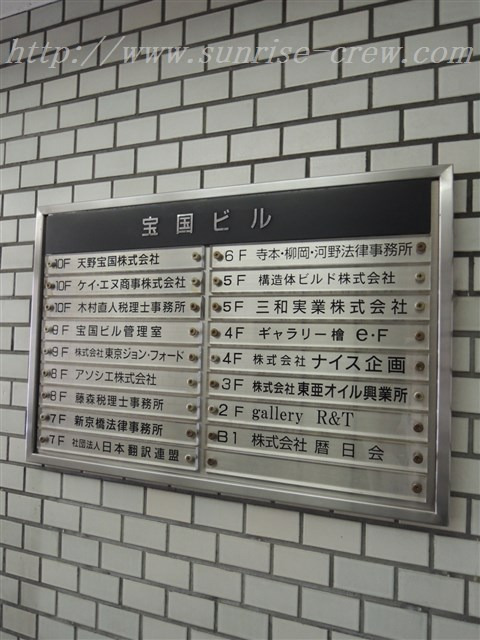 http://www.sunrise-crew.com/
宝国ビル
10F 天野宝国株式会社
10F ケイ・エヌ商事株式会社
10F 木村直人税理士事務所
9F 宝国ビル管理室
9F 株式会社東京ジョン・フォード
8F アソシエ株式会社
8F 藤森税理士事務所
7F 新京橋法律事務所
7F 社団法人日本翻訳連盟
6F 寺本・柳岡・河野法律事務所
5F 構造体ビルド株式会社
5F 三和実業株式会社
4F ギャラリー檜 e・F
4F 株式会社ナイス企画
3F 株式会社東亜オイル興業所
2F gallery R&T
B1 株式会社 暦日会